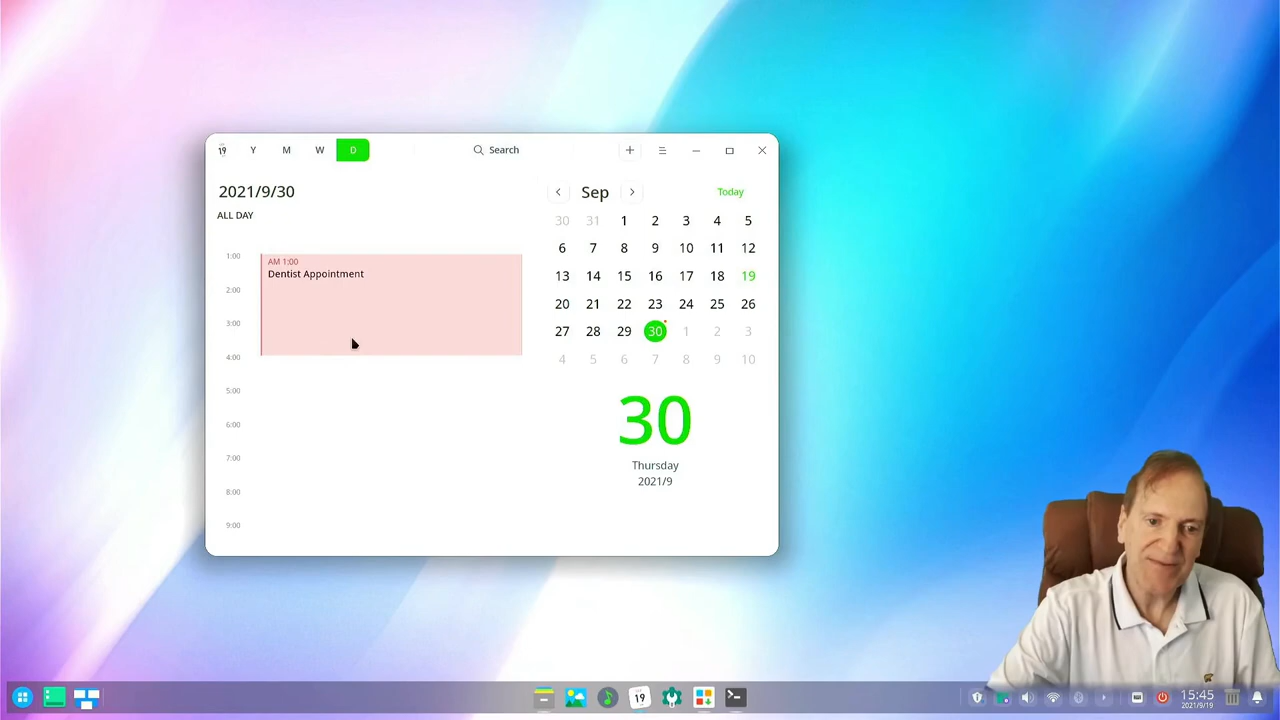 19 Y M W D Search
2021/9/30
ALL DAY
1:00
2:00
3:00
4:00
5:00
6:00
7:00
8:00
9:00
AM 1:00
Dentist Appointment
Sep Today
30 31 1 2 3 4 5
6 7 8 9 10 11 12
13 14 15 16 17 18 19
20 21 22 23 24 25 26
27 28 29 30 1 2 3
4 5 6 7 8 9 10
30
Thursday
2021/9
19
15:45
2021/9/19